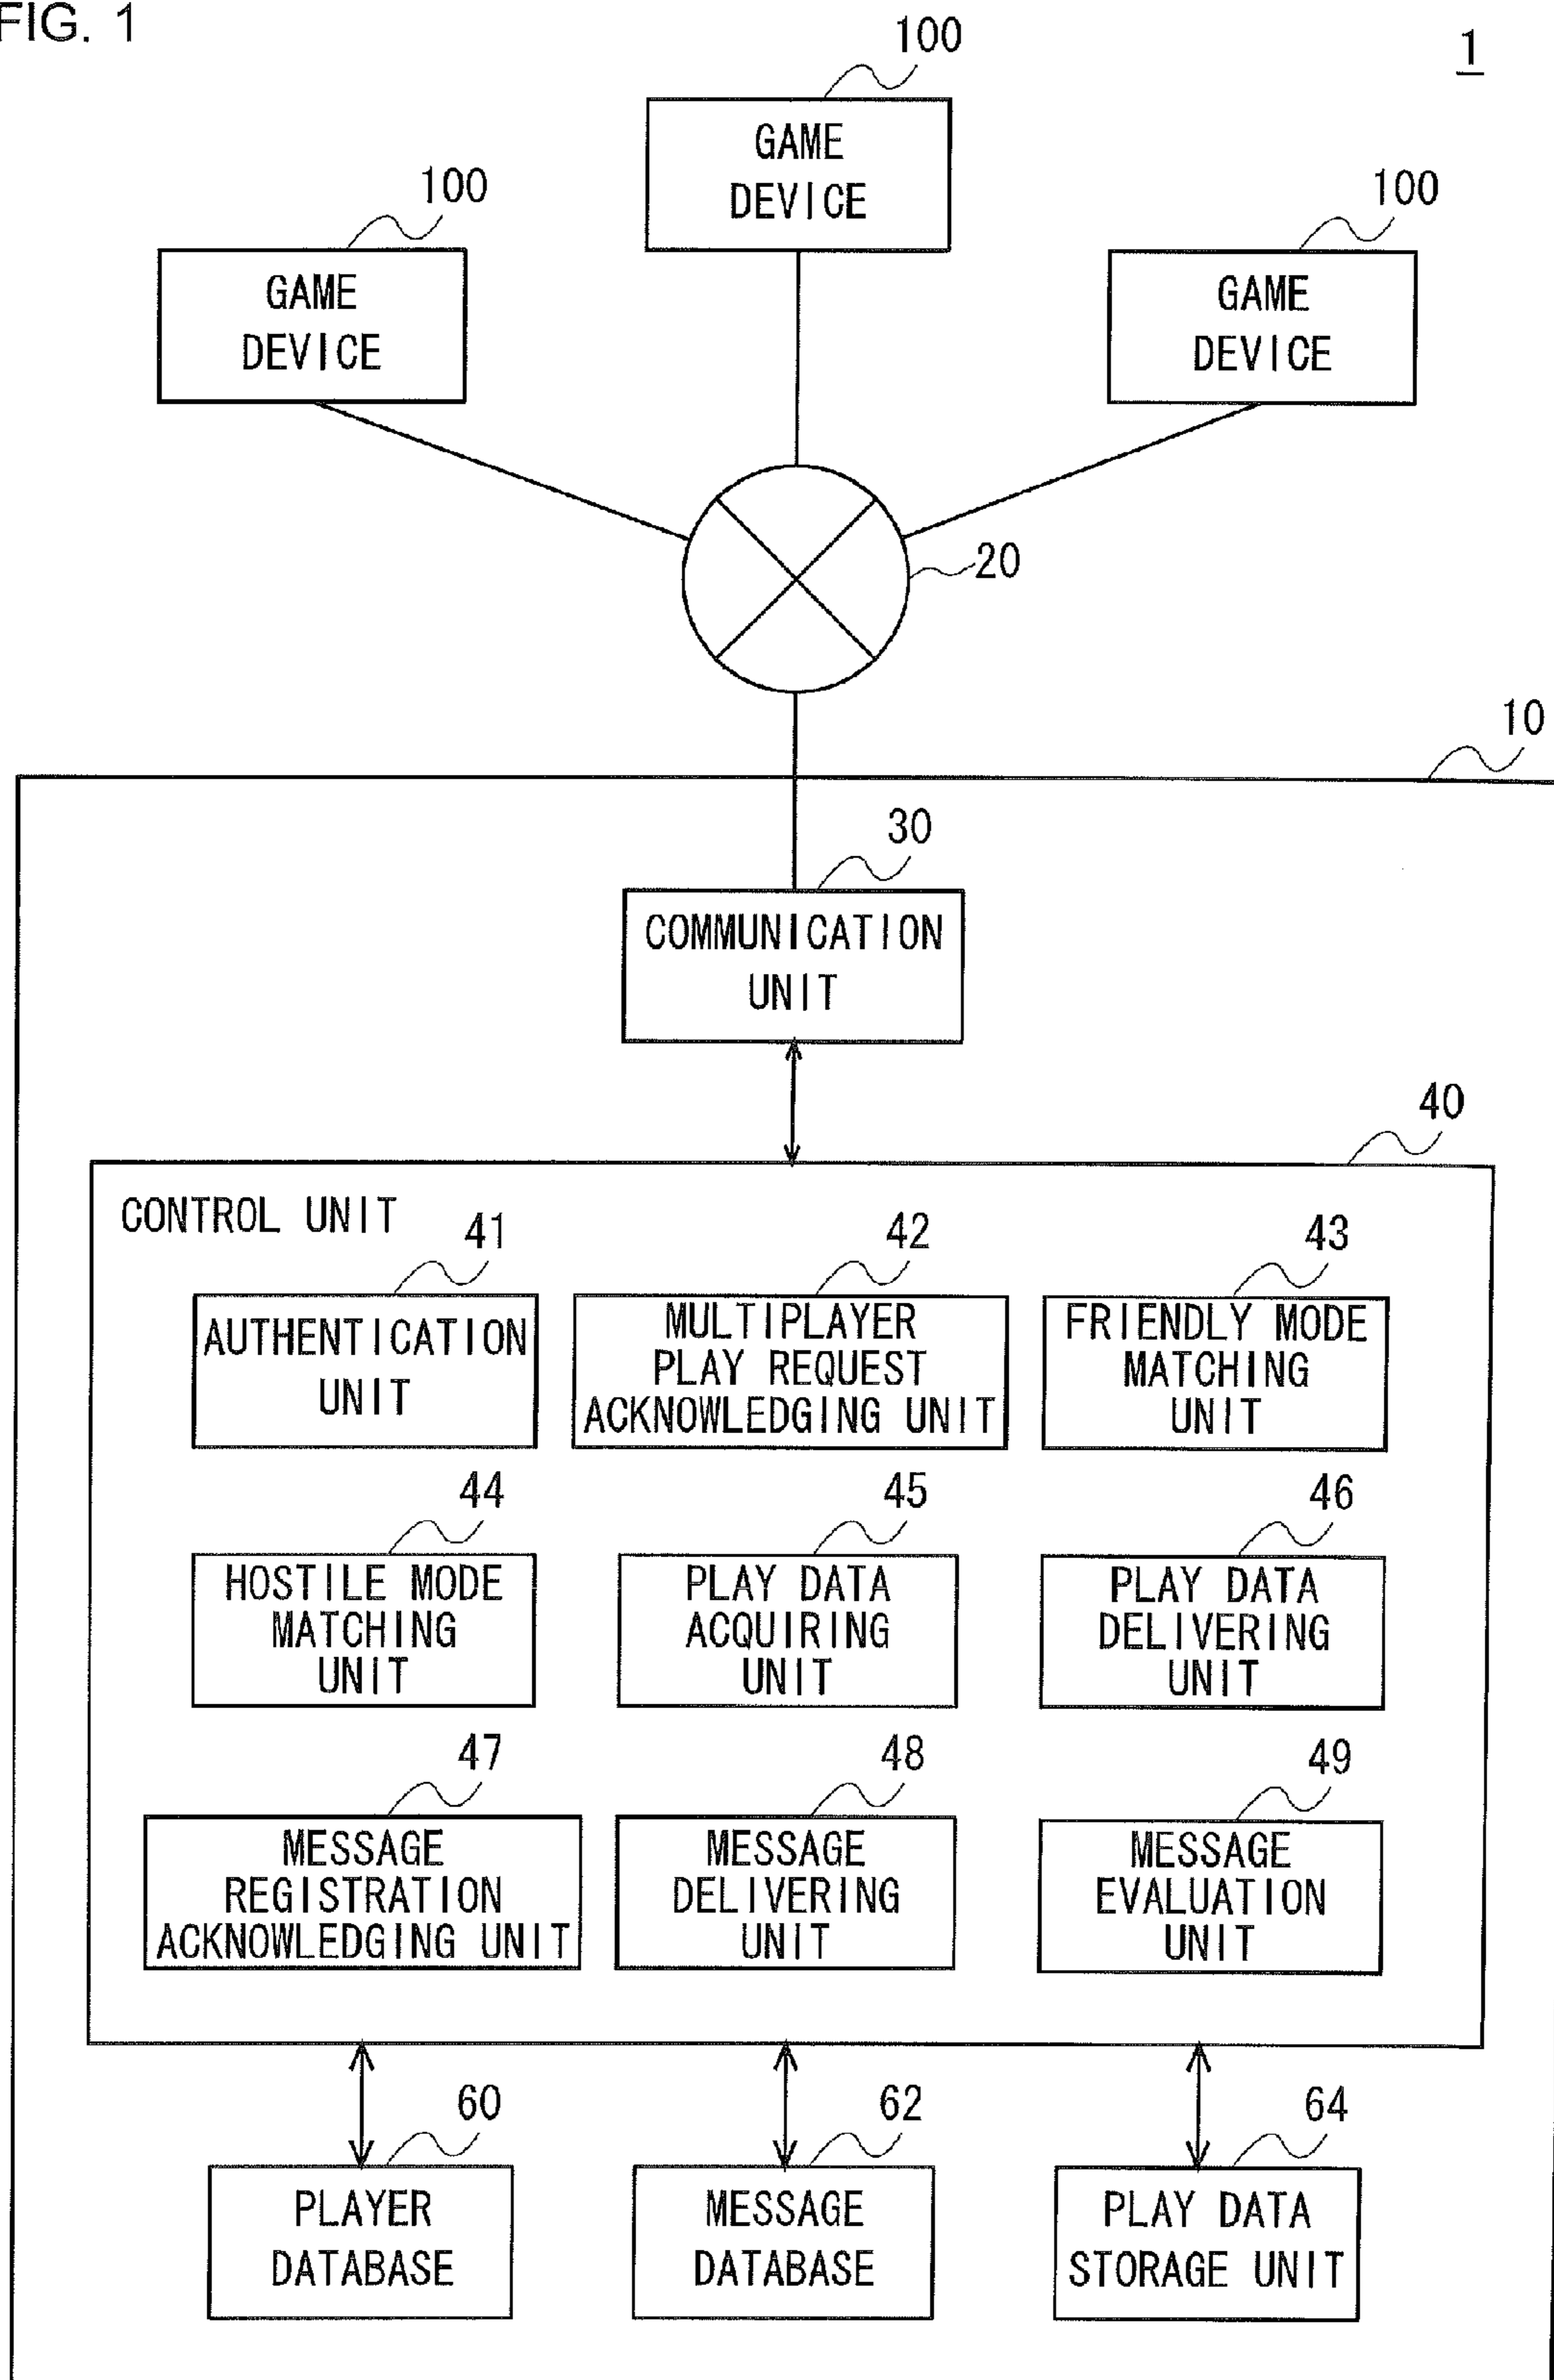 FIG. 1
1
100
GAME
DEVICE
100
GAME
DEVICE
100
GAME
DEVICE
20
10
30
COMMUNICATION
UNIT
40
CONTROL UNIT
41
AUTHENTICATION
UNIT
42
MULTIPLAYER
PLAY REQUEST
ACKNOWLEDGING UNIT
43
FRIENDLY MODE
MATCHING
UNIT
44
HOSTILE MODE
MATCHING
UNIT
45
PLAY DATA
ACQUIRING
UNIT
46
PLAY DATA
DELIVERING
UNIT
47
MESSAGE
REGISTRATION
ACKNOWLEDGING UNIT
48
MESSAGE
DELIVERING
UNIT
49
MESSAGE
EVALUATION
UNIT
60
PLAYER
DATABASE
62
MESSAGE
DATABASE
64
PLAY DATA
STORAGE UNIT